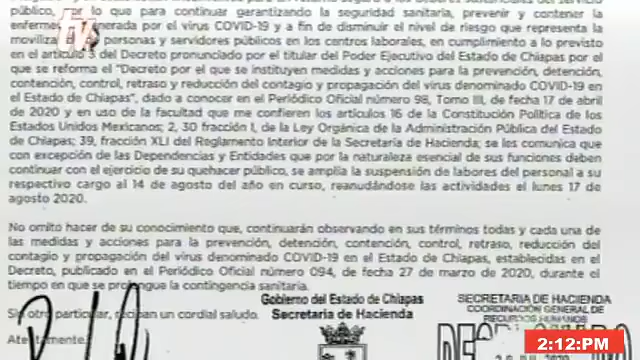 público, por lo que para continuar garantizando la seguridad sanitaria, prevenir y contener la
enfermedad generada por el virus COVID-19 y a fin de disminuir el nivel de riesgo que representa la
personas y servidores públicos en los centros laborales, en cumplimiento a lo previsto
en el artículo 3 del Decreto pronunciado por el titular del Poder Ejecutivo del Estado de Chiapas por
el que se reforma el "Decreto por el que se instituyen medidas y acciones para la prevención, detención,
contención, control, retraso y reducción del contagio y propagación del virus denominado COVID-19 en
el Estado de Chiapas", dado a conocer en el Periódico Oficial número 98, Tomo III, de fecha 17 de abril
de 2020 y en uso de la facultad que me confieren los artículos 16 de la Constitución Política de los
Estados Unidos Mexicanos; 2, 30 fracción I, de la Ley Orgánica de la Administración Pública del Estado
de Chiapas; 39, fracción XLI del Reglamento Interior de la Secretaría de Hacienda; se les comunica que
con excepción de las Dependencias y Entidades que por la naturaleza esencial de sus funciones deben
continuar con el ejercicio de su quehacer público, se amplia la suspensión de labores del personal a su
respectivo cargo al 14 de agosto del año en curso, reanudándose las actividades el lunes 17 de
agosto 2020.
No omito hacer de su conocimiento que, continuarán observando en sus términos todas y cada una de
las medidas y acciones para la prevención, detención, contención, control, retraso, reducción del
contagio y propagación del virus denominado COVID-19 en el Estado de Chiapas, establecidas en el
Decreto, publicado en el Periódico Oficial número 094, de fecha 27 de marzo de 2020, durante el
tiempo en que se prolongue la contingencia sanitaria.
Sin otro particular, reciban un cordial saludo.
Atentamente.
Gobierno del Estado de Chiapas
Secretaría de Hacienda
SECRETARIA DE HACIENDA
COORDINACIÓN GENERAL DE
RECURSOS HUMANOS
2020
2:12:PM